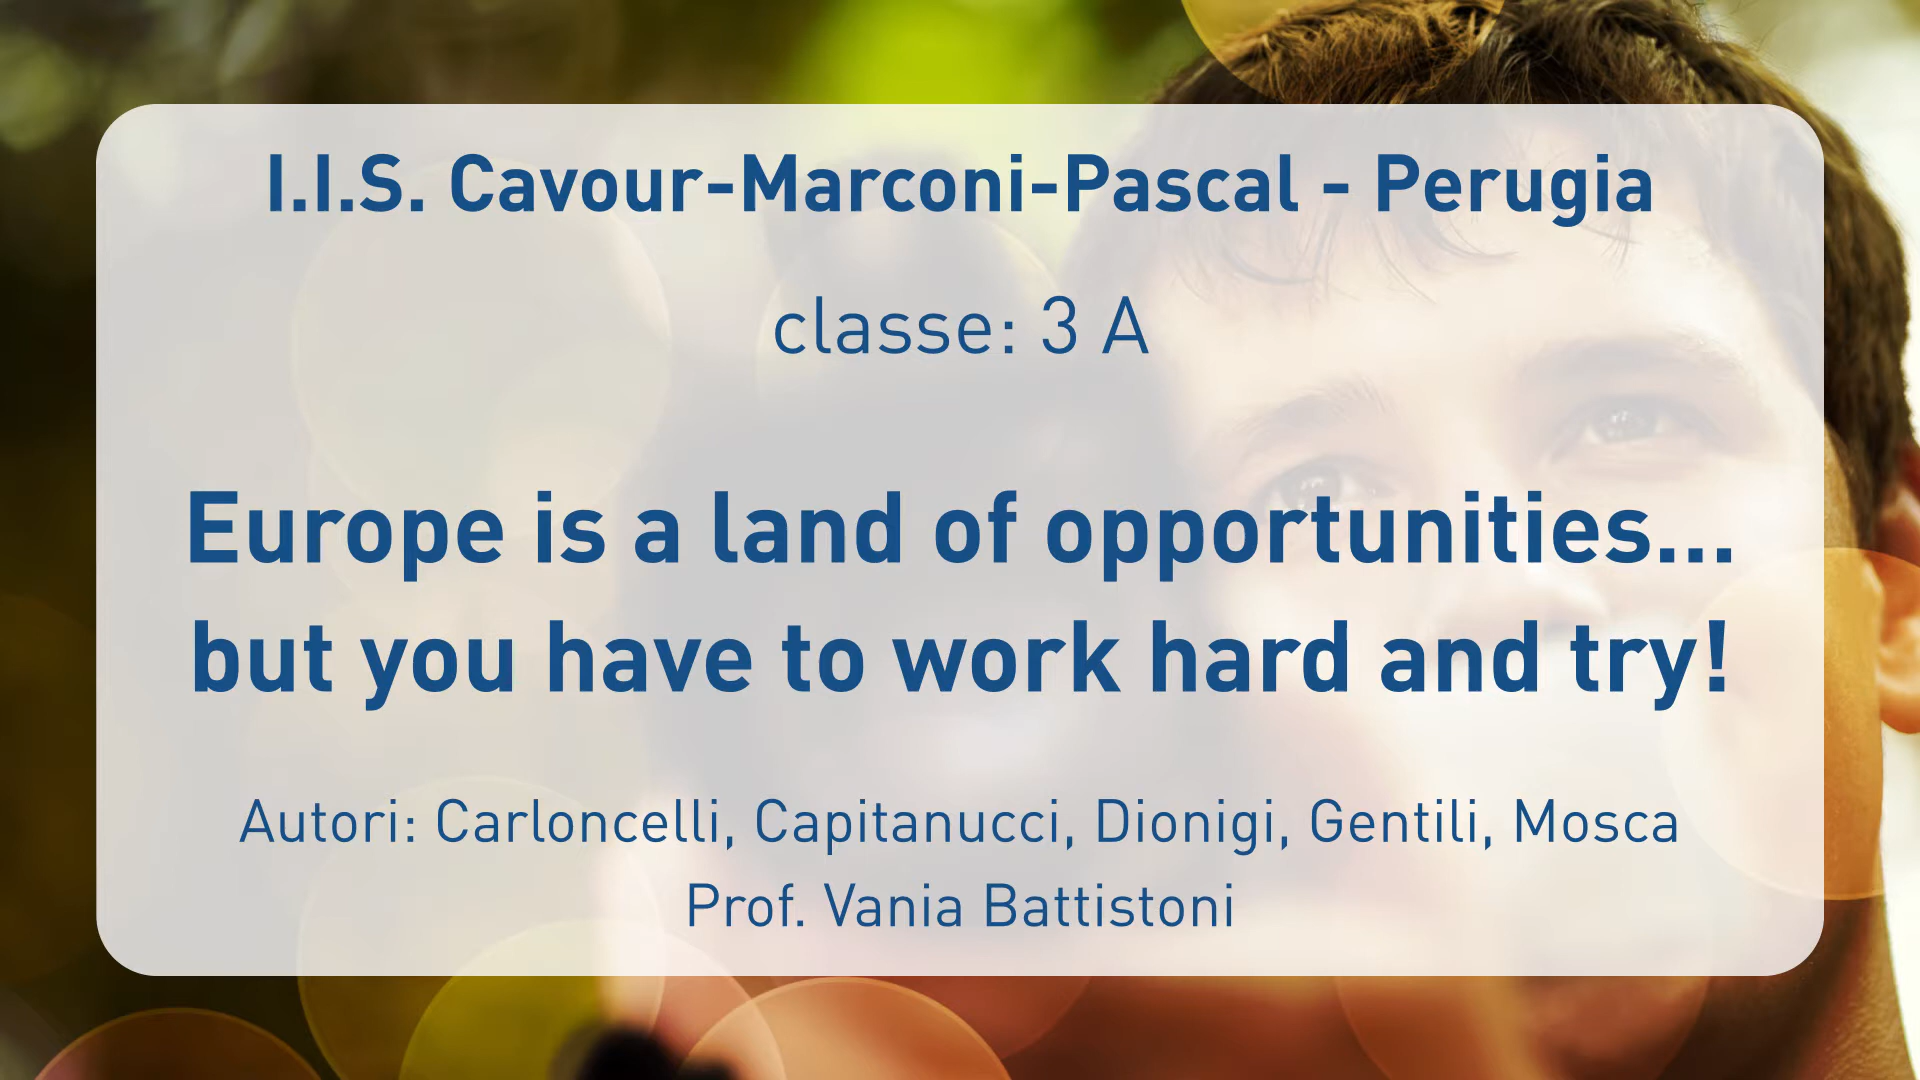 I.I.S. Cavour-Marconi-Pascal - Perugia
classe: 3 A
Europe is a land of opportunities...
but you have to work hard and try!
Autori: Carloncelli, Capitanucci, Dionigi, Gentili, Mosca
Prof. Vania Battistoni